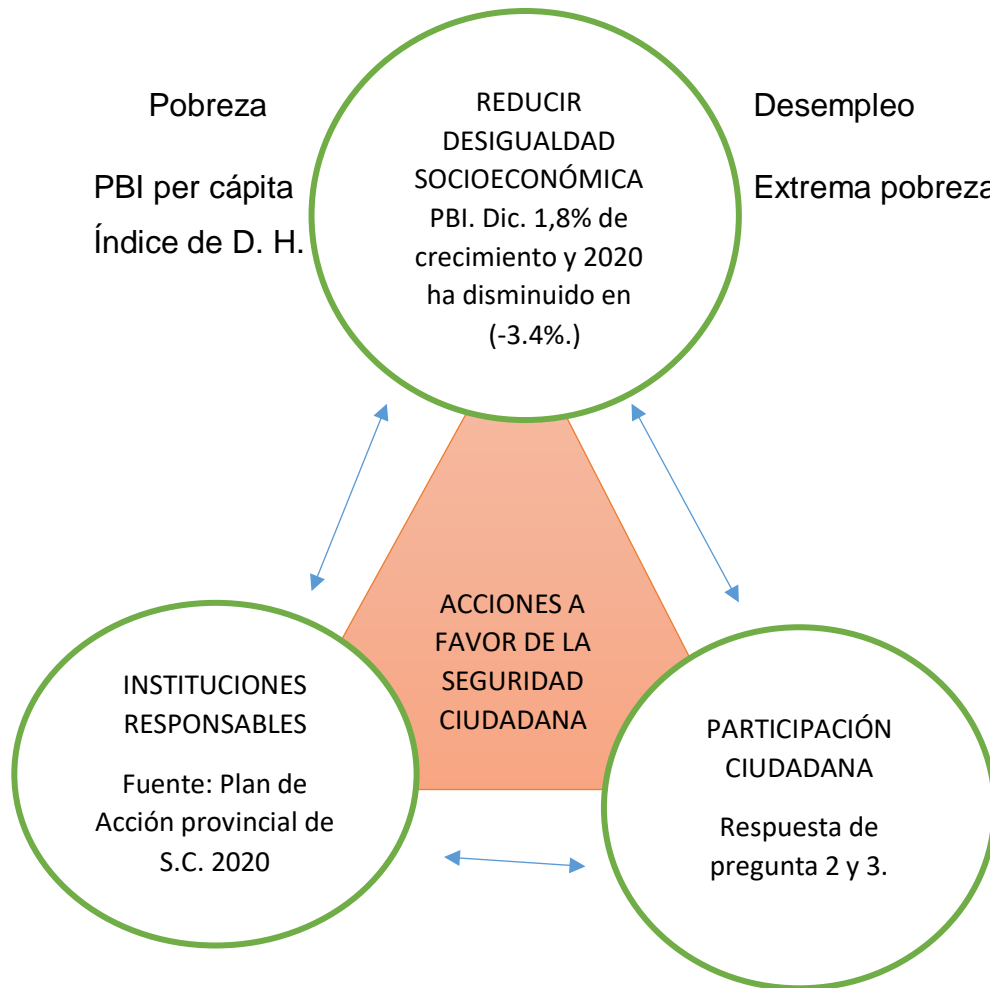 Pobreza
PBI per cápita
Índice de D. H.
REDUCIR
DESIGUALDAD
SOCIOECONÓMICA
PBI. Dic. 1,8% de
crecimiento y 2020
ha disminuido en
(-3.4%.)
Desempleo
Extrema pobreza
ACCIONES A
FAVOR DE LA
SEGURIDAD
CIUDADANA
INSTITUCIONES
RESPONSABLES
Fuente: Plan de
Acción provincial de
S.C. 2020
PARTICIPACIÓN
CIUDADANA
Respuesta de
pregunta 2 y 3.